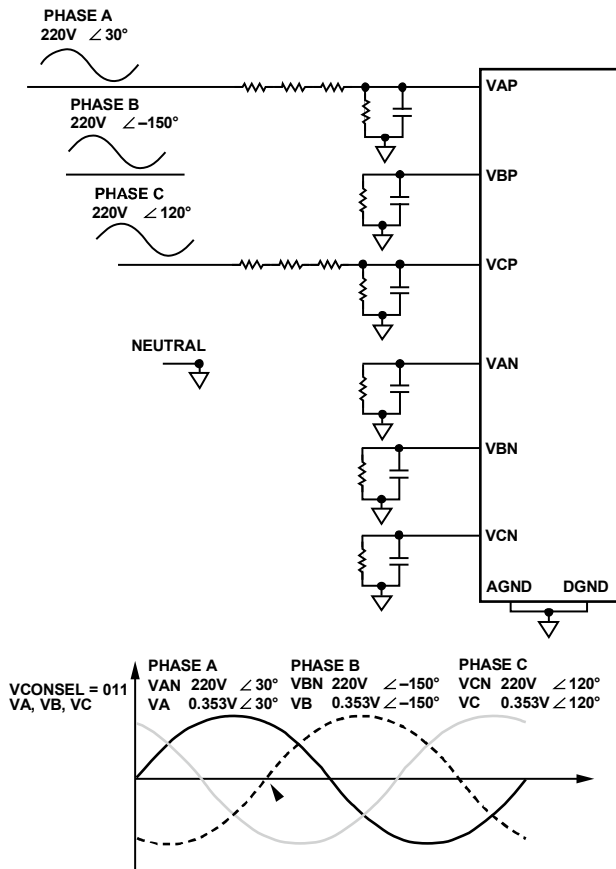 PHASE A
220V ∠30°
VAP
PHASE B
220V ∠–150°
VBP
PHASE C
220V ∠120°
VCP
NEUTRAL
VAN
VBN
VCN
AGND DGND
VCONSEL = 011
VA, VB, VC
PHASE A
VAN 220V ∠30°
VA 0.353V ∠30°
PHASE B
VBN 220V ∠–150°
VB 0.353V ∠–150°
PHASE C
VCN 220V ∠120°
VC 0.353V ∠120°